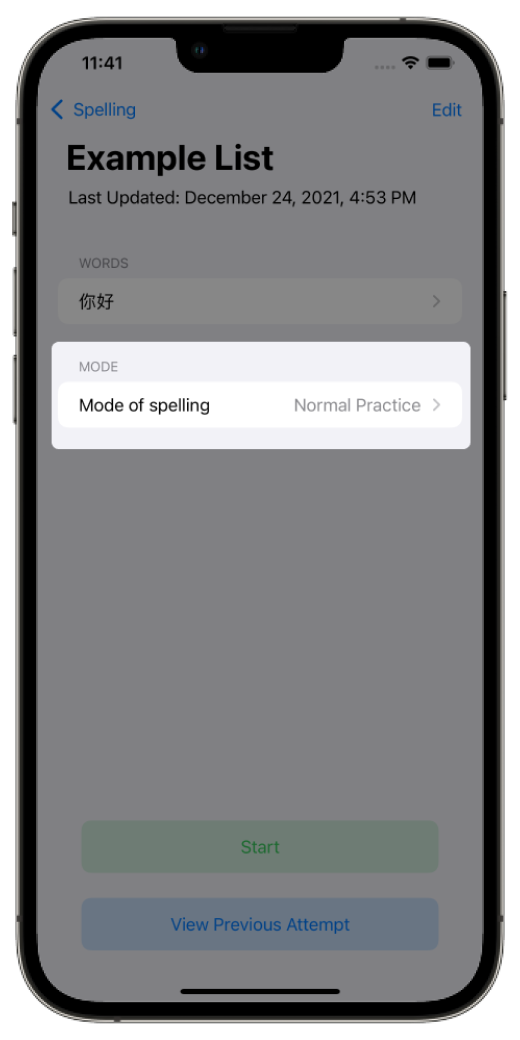 11:41
Spelling
Edit
Example List
Last Updated: December 24, 2021, 4:53 PM
WORDS
你好
MODE
Mode of spelling Normal Practice
Start
View Previous Attempt